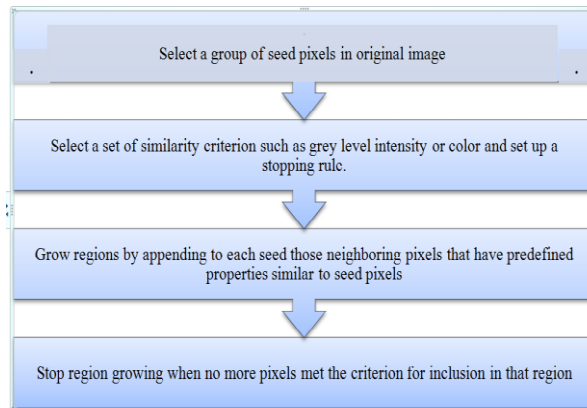 Select a group of seed pixels in original image
Select a set of similarity criterion such as grey level intensity or color and set up a
stopping rule.
Grow regions by appending to each seed those neighboring pixels that have predefined
properties similar to seed pixels
Stop region growing when no more pixels met the criterion for inclusion in that region